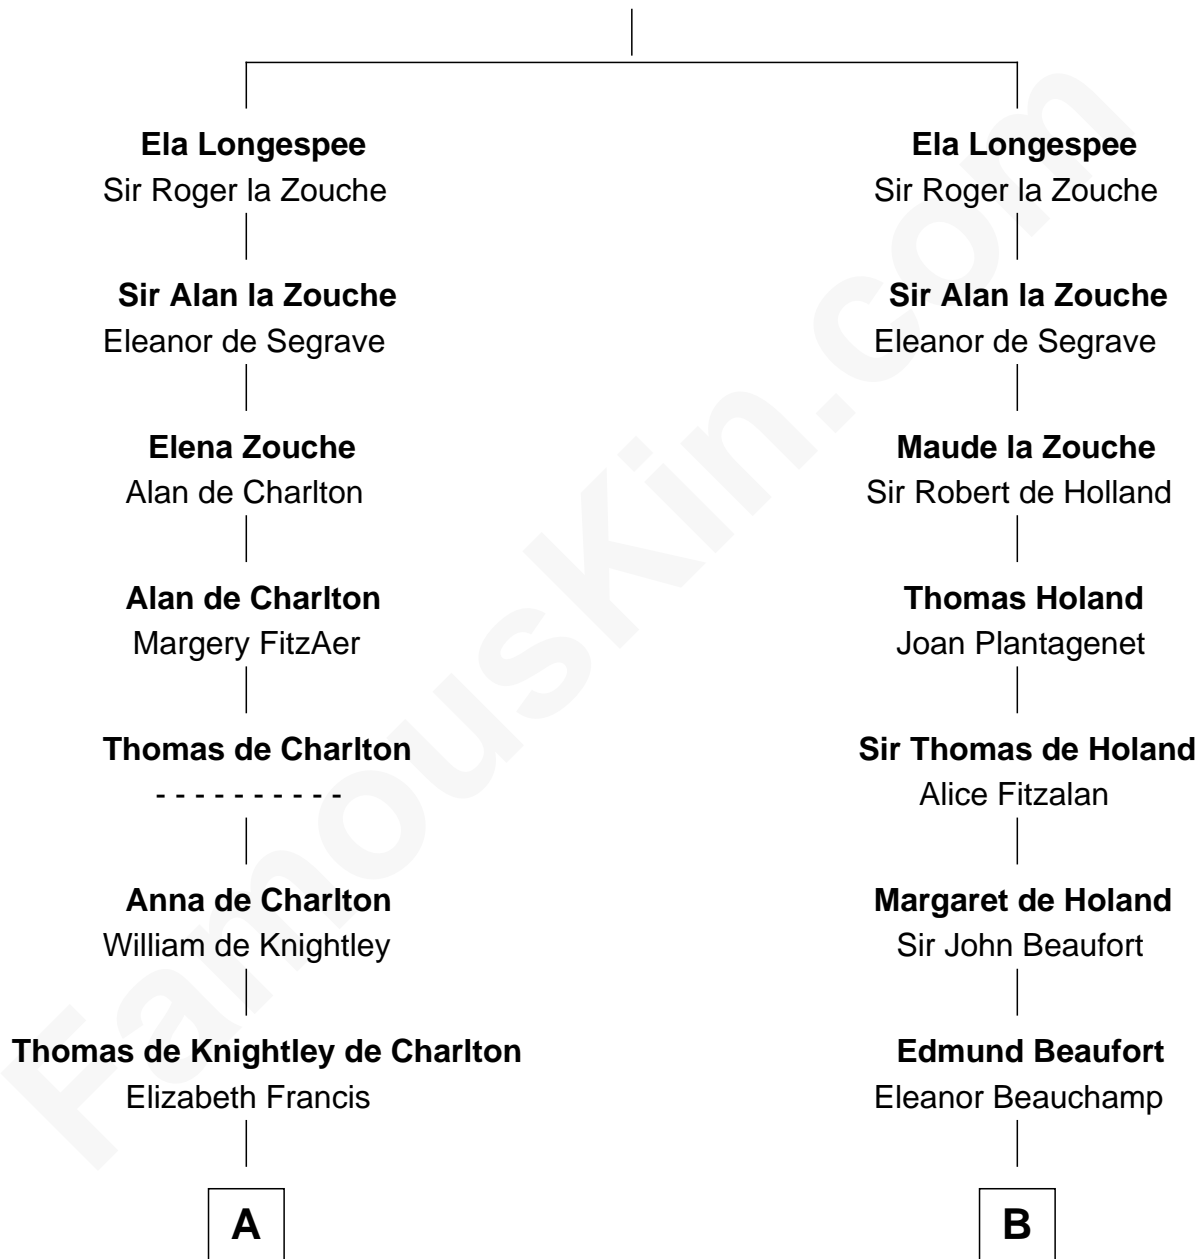 Ela Longespee
Sir Roger la Zouche
Sir Alan la Zouche
Eleanor de Segrave
Elena Zouche
Alan de Charlton
Alan de Charlton
Margery FitzAer
Thomas de Charlton
- - - - - - - - - -
Anna de Charlton
William de Knightley
Thomas de Knightley de Charlton
Elizabeth Francis
A
Ela Longespee
Sir Roger la Zouche
Sir Alan la Zouche
Eleanor de Segrave
Maude la Zouche
Sir Robert de Holland
Thomas Holand
Joan Plantagenet
Sir Thomas de Holand
Alice Fitzalan
Margaret de Holand
Sir John Beaufort
Edmund Beaufort
Eleanor Beauchamp
B
FamousKin.com